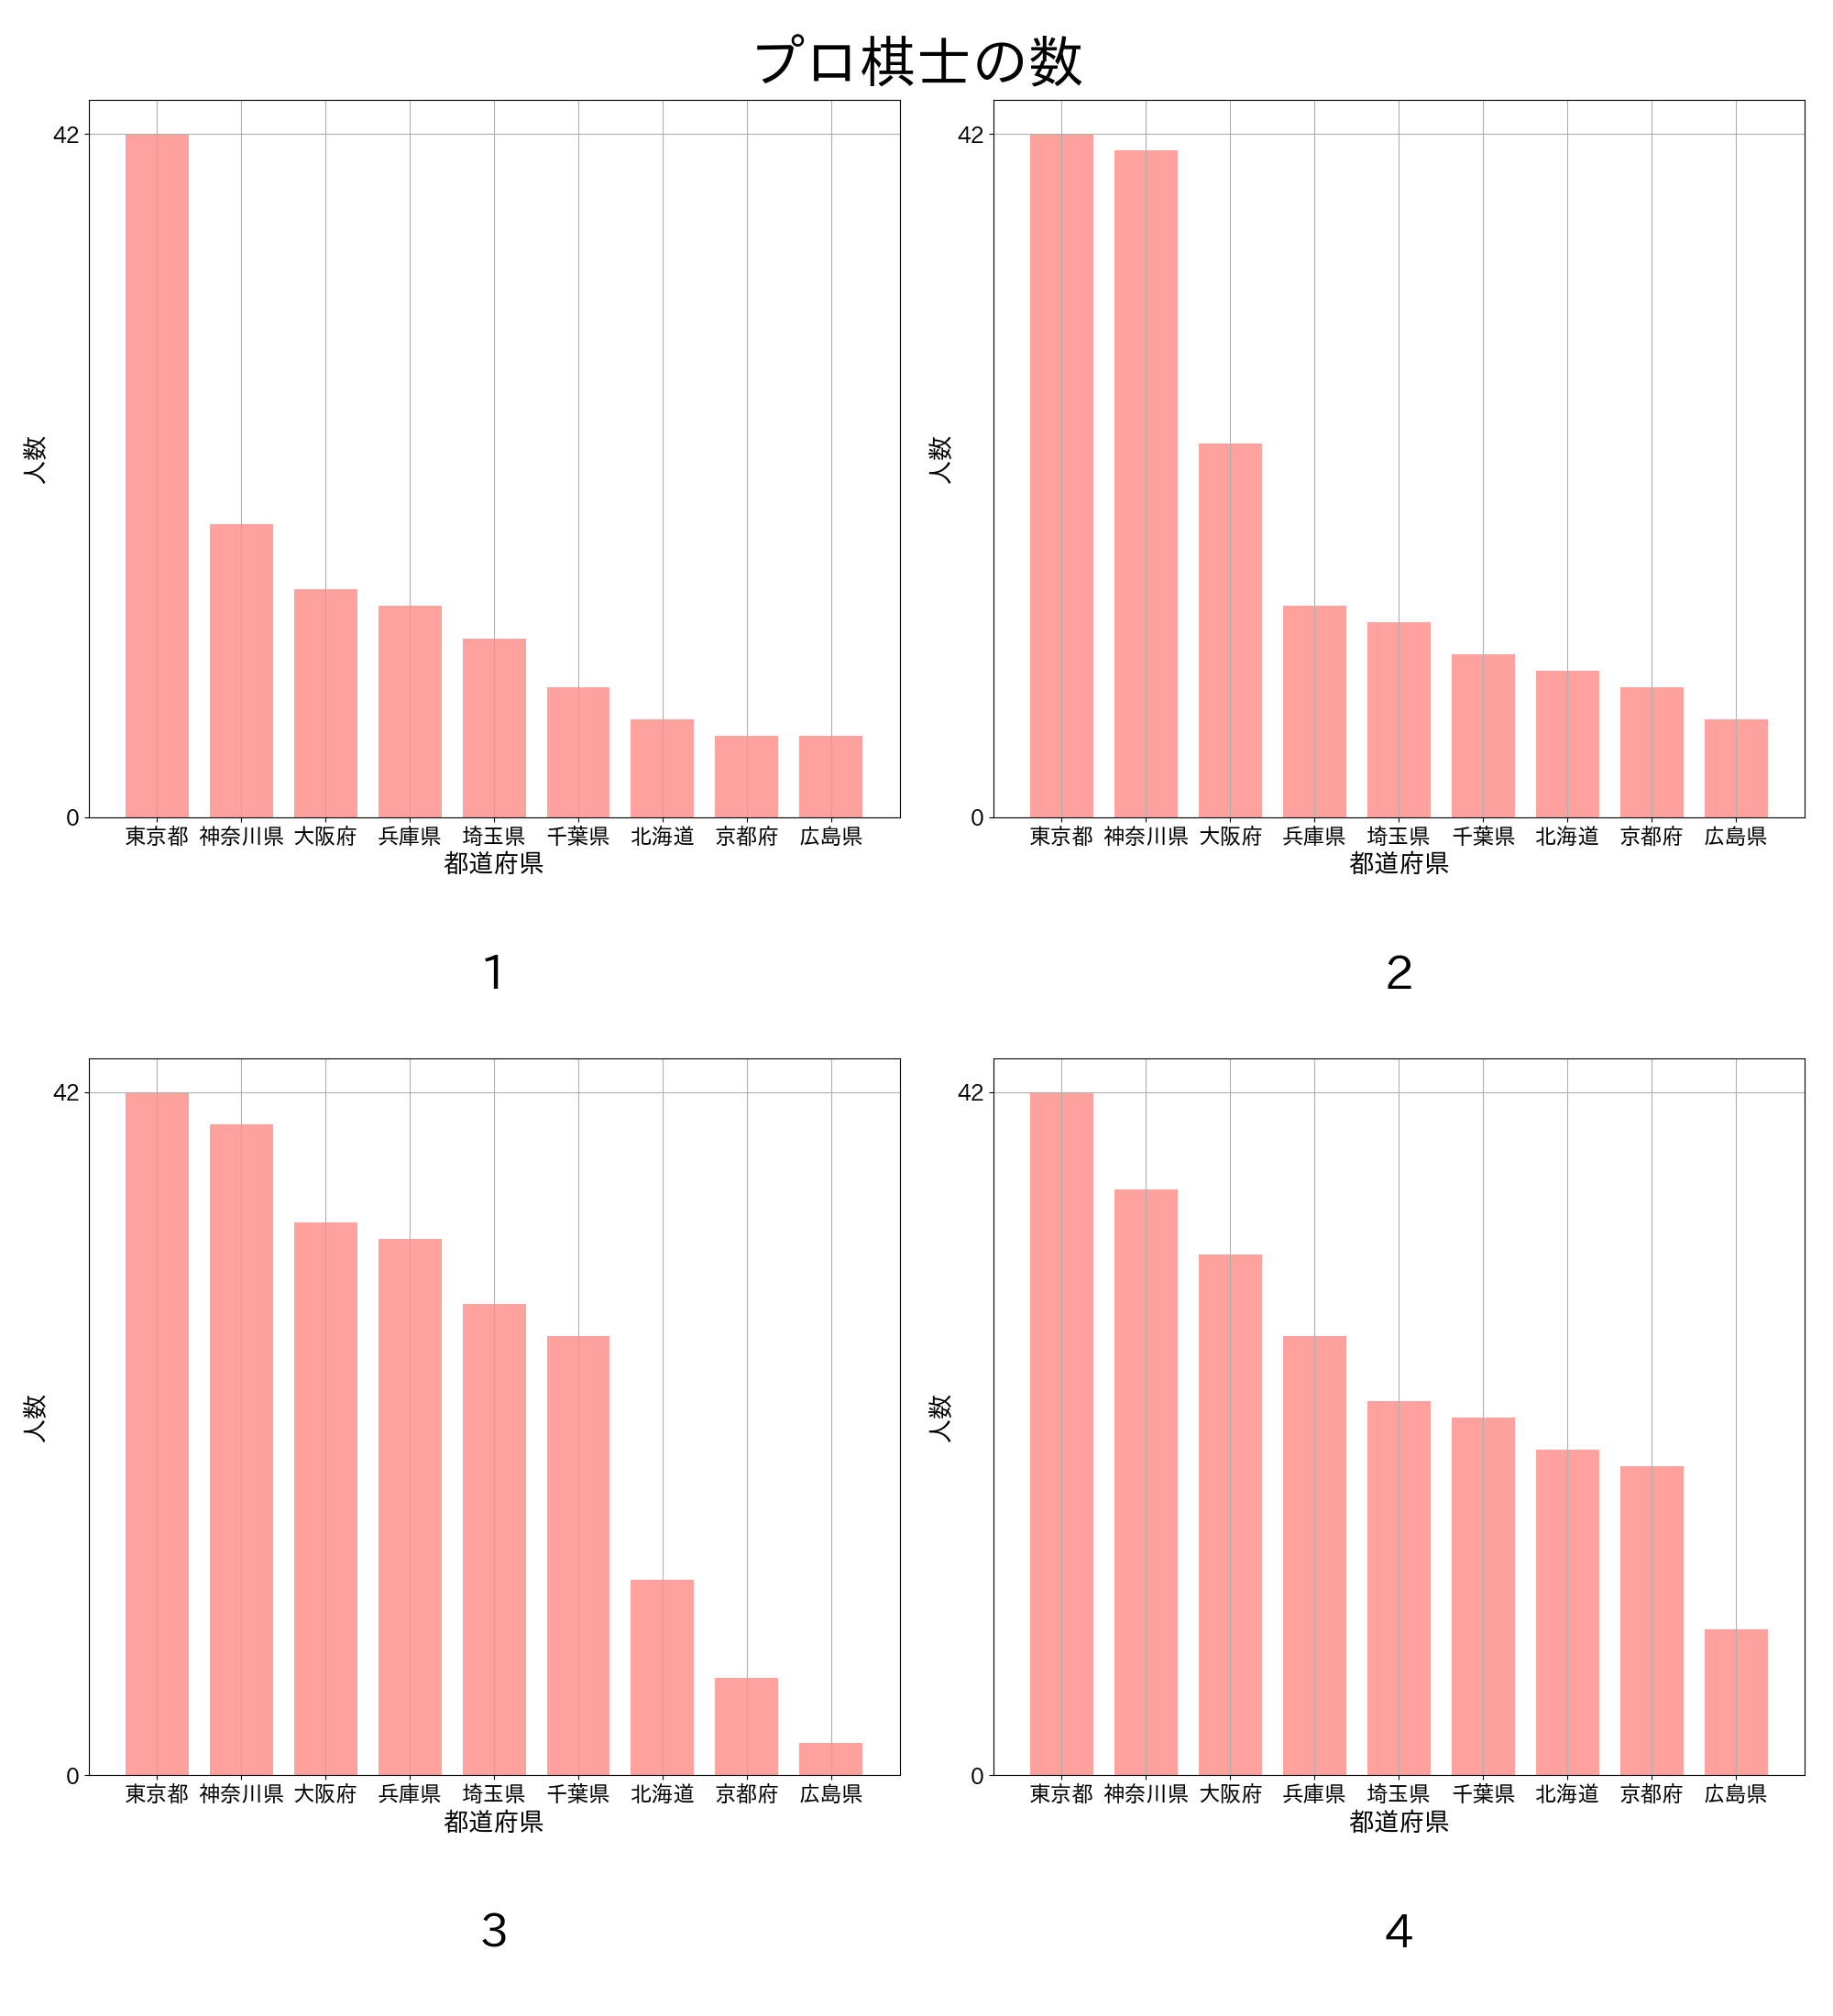 プロ棋士の数
42
0
人数
東京都 神奈川県 大阪府 兵庫県 埼玉県 千葉県 北海道 京都府 広島県
都道府県
1
42
0
人数
東京都 神奈川県 大阪府 兵庫県 埼玉県 千葉県 北海道 京都府 広島県
都道府県
2
42
0
人数
東京都 神奈川県 大阪府 兵庫県 埼玉県 千葉県 北海道 京都府 広島県
都道府県
3
42
0
人数
東京都 神奈川県 大阪府 兵庫県 埼玉県 千葉県 北海道 京都府 広島県
都道府県
4